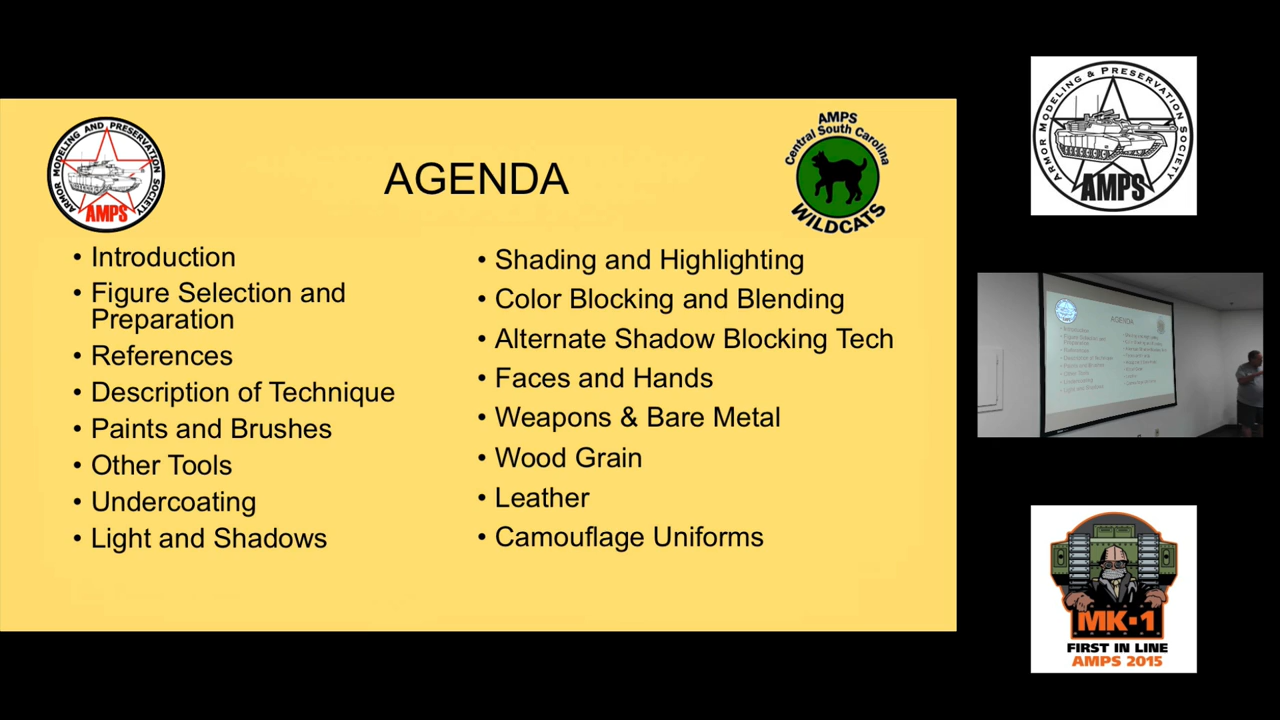 ARMOR MODELING AND PRESERVATION SOCIETY
AMPS
AGENDA
AMPS
Central South Carolina
WILDCATS
• Introduction
• Figure Selection and
Preparation
• References
• Description of Technique
• Paints and Brushes
• Other Tools
• Undercoating
• Light and Shadows
• Shading and Highlighting
• Color Blocking and Blending
• Alternate Shadow Blocking Tech
• Faces and Hands
• Weapons & Bare Metal
• Wood Grain
• Leather
• Camouflage Uniforms
ARMOR MODELING & PRESERVATION SOCIETY
AMPS
AGENDA
MK-1
FIRST IN LINE
AMPS 2015